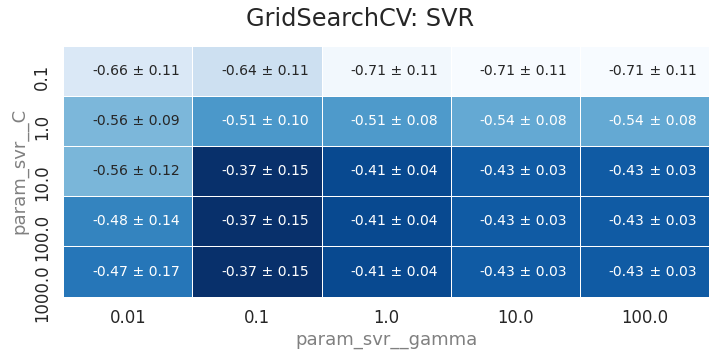 GridSearchCV: SVR
param_svr__C
0.1 -0.66 ± 0.11 -0.64 ± 0.11 -0.71 ± 0.11 -0.71 ± 0.11 -0.71 ± 0.11
1.0 -0.56 ± 0.09 -0.51 ± 0.10 -0.51 ± 0.08 -0.54 ± 0.08 -0.54 ± 0.08
10.0 -0.56 ± 0.12 -0.37 ± 0.15 -0.41 ± 0.04 -0.43 ± 0.03 -0.43 ± 0.03
100.0 -0.48 ± 0.14 -0.37 ± 0.15 -0.41 ± 0.04 -0.43 ± 0.03 -0.43 ± 0.03
1000.0 -0.47 ± 0.17 -0.37 ± 0.15 -0.41 ± 0.04 -0.43 ± 0.03 -0.43 ± 0.03
0.01 0.1 1.0 10.0 100.0
param_svr__gamma